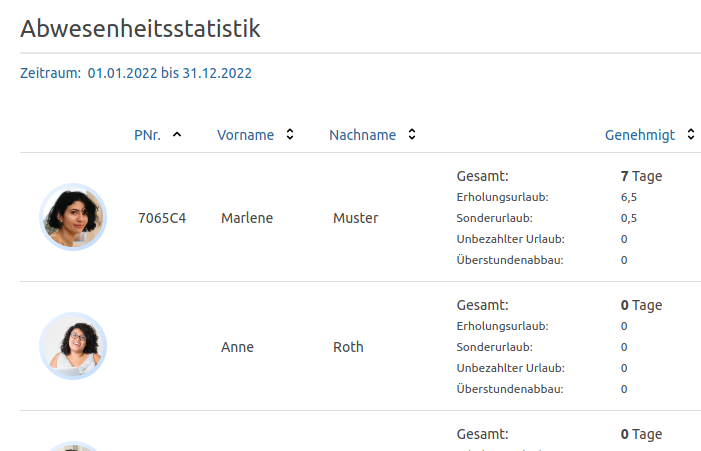 Abwesenheitsstatistik
Zeitraum: 01.01.2022 bis 31.12.2022
PNr. Vorname Nachname Genehmigt
Gesamt: 7 Tage
Erholungsurlaub: 6,5
7065C4 Marlene Muster Sonderurlaub: 0,5
Unbezahlter Urlaub: 0
Überstundenabbau: 0
Gesamt: 0 Tage
Erholungsurlaub: 0
Anne Roth Sonderurlaub: 0
Unbezahlter Urlaub: 0
Überstundenabbau: 0
Gesamt: 0 Tage